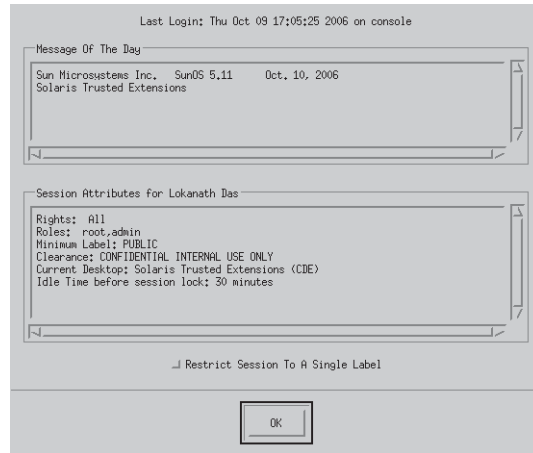 Last Login: Thu Oct 09 17:05:25 2006 on console
Message Of The Day
Sun Microsystems Inc. SunOS 5.11 Oct. 10, 2006
Solaris Trusted Extensions
Session Attributes for Lokanath Das
Rights: All
Roles: root,admin
Minimum Label: PUBLIC
Clearance: CONFIDENTIAL INTERNAL USE ONLY
Current Desktop: Solaris Trusted Extensions (CDE)
Idle Time before session lock: 30 minutes
Restrict Session To A Single Label
OK